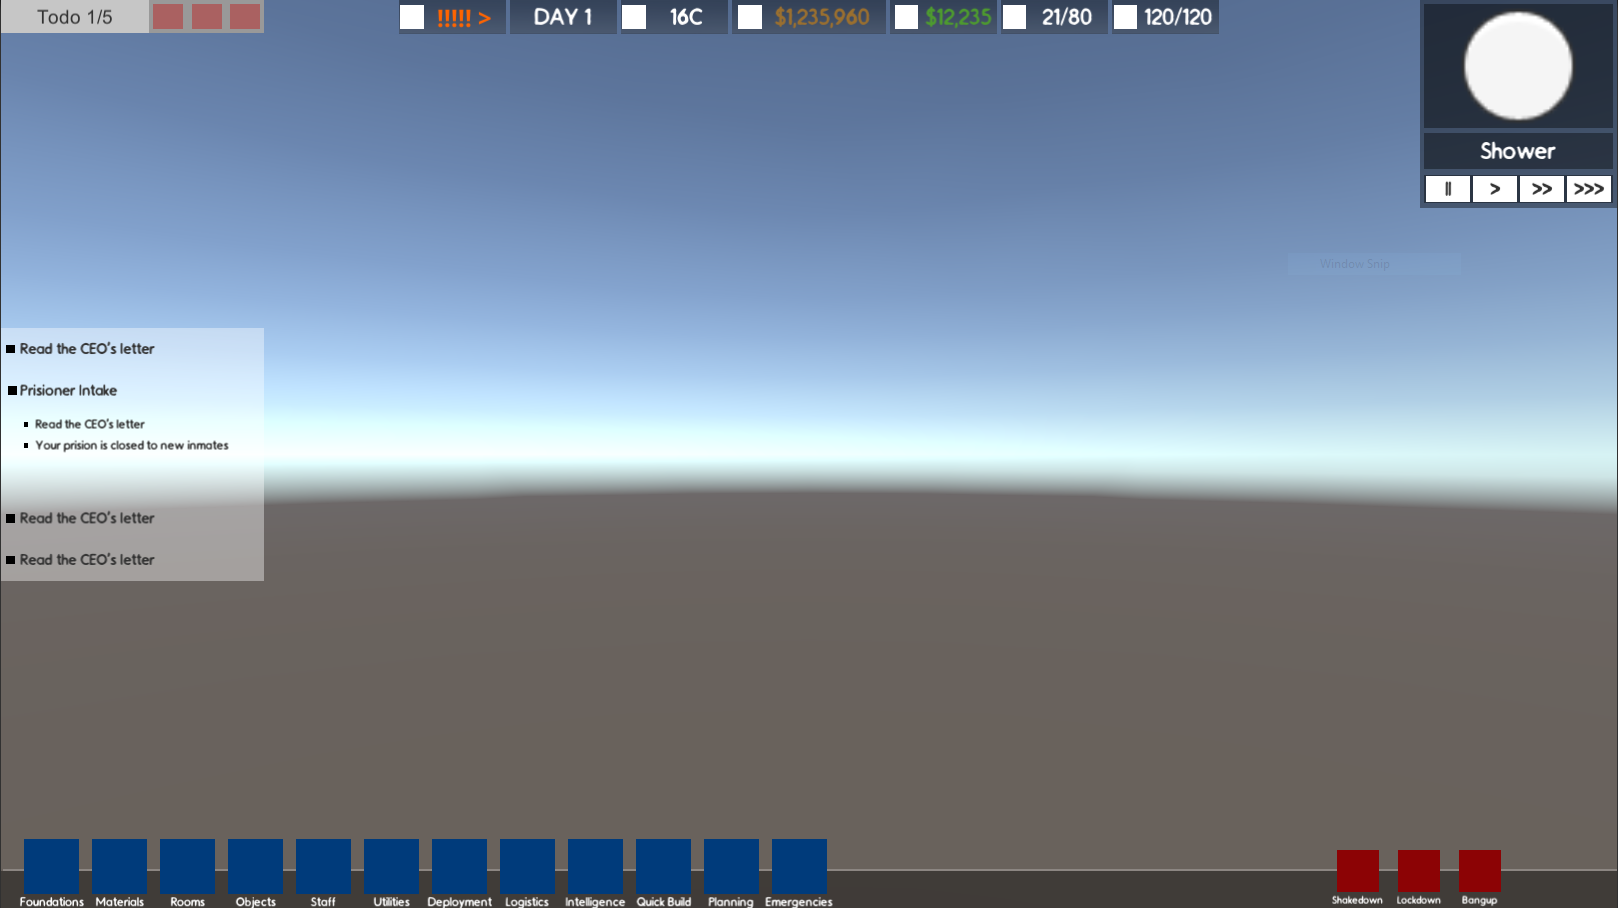 Todo 1/5
!!!!! >
DAY 1
16C
$1,235,960
$12,235
21/80
120/120
Shower
||
>
>>
>>>
Window Snip
Read the CEO's letter
Prisioner Intake
Read the CEO's letter
Your prision is closed to new inmates
Read the CEO's letter
Read the CEO's letter
Foundations
Materials
Rooms
Objects
Staff
Utilities
Deployment
Logistics
Intelligence
Quick Build
Planning
Emergencies
Shakedown
Lockdown
Bangup